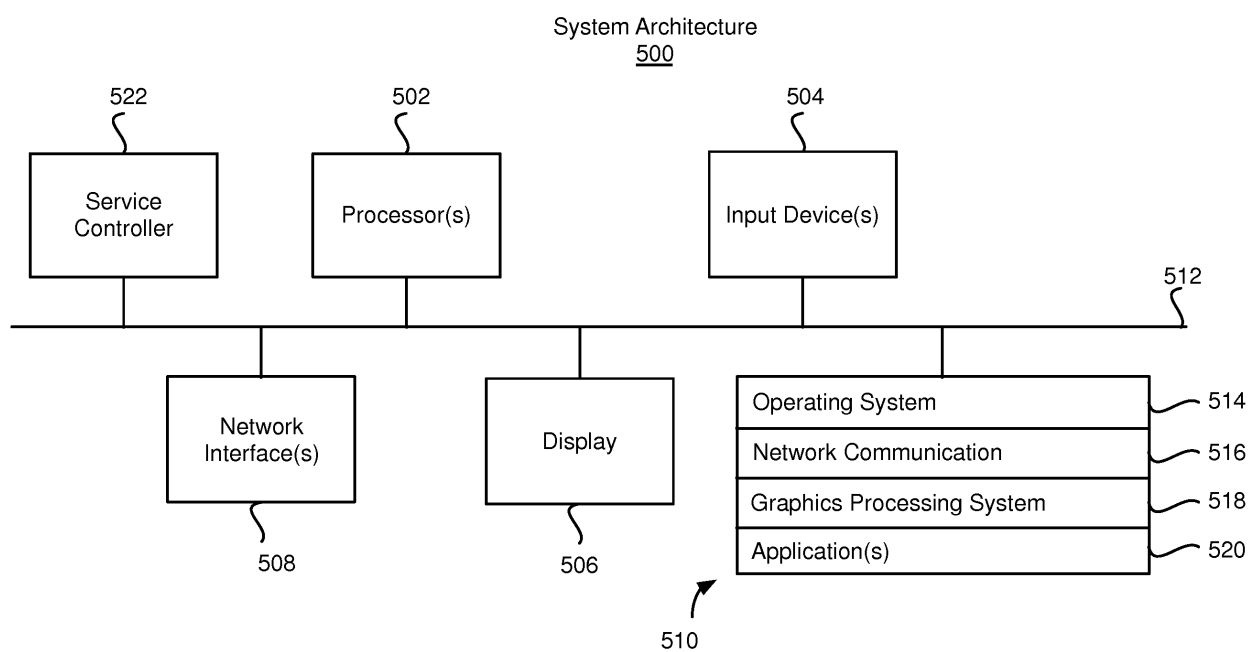 System Architecture
500
522
502
504
Service
Controller
Processor(s)
Input Device(s)
512
Network
Interface(s)
Display
Operating System
514
Network Communication
516
Graphics Processing System
518
Application(s)
520
508
506
510